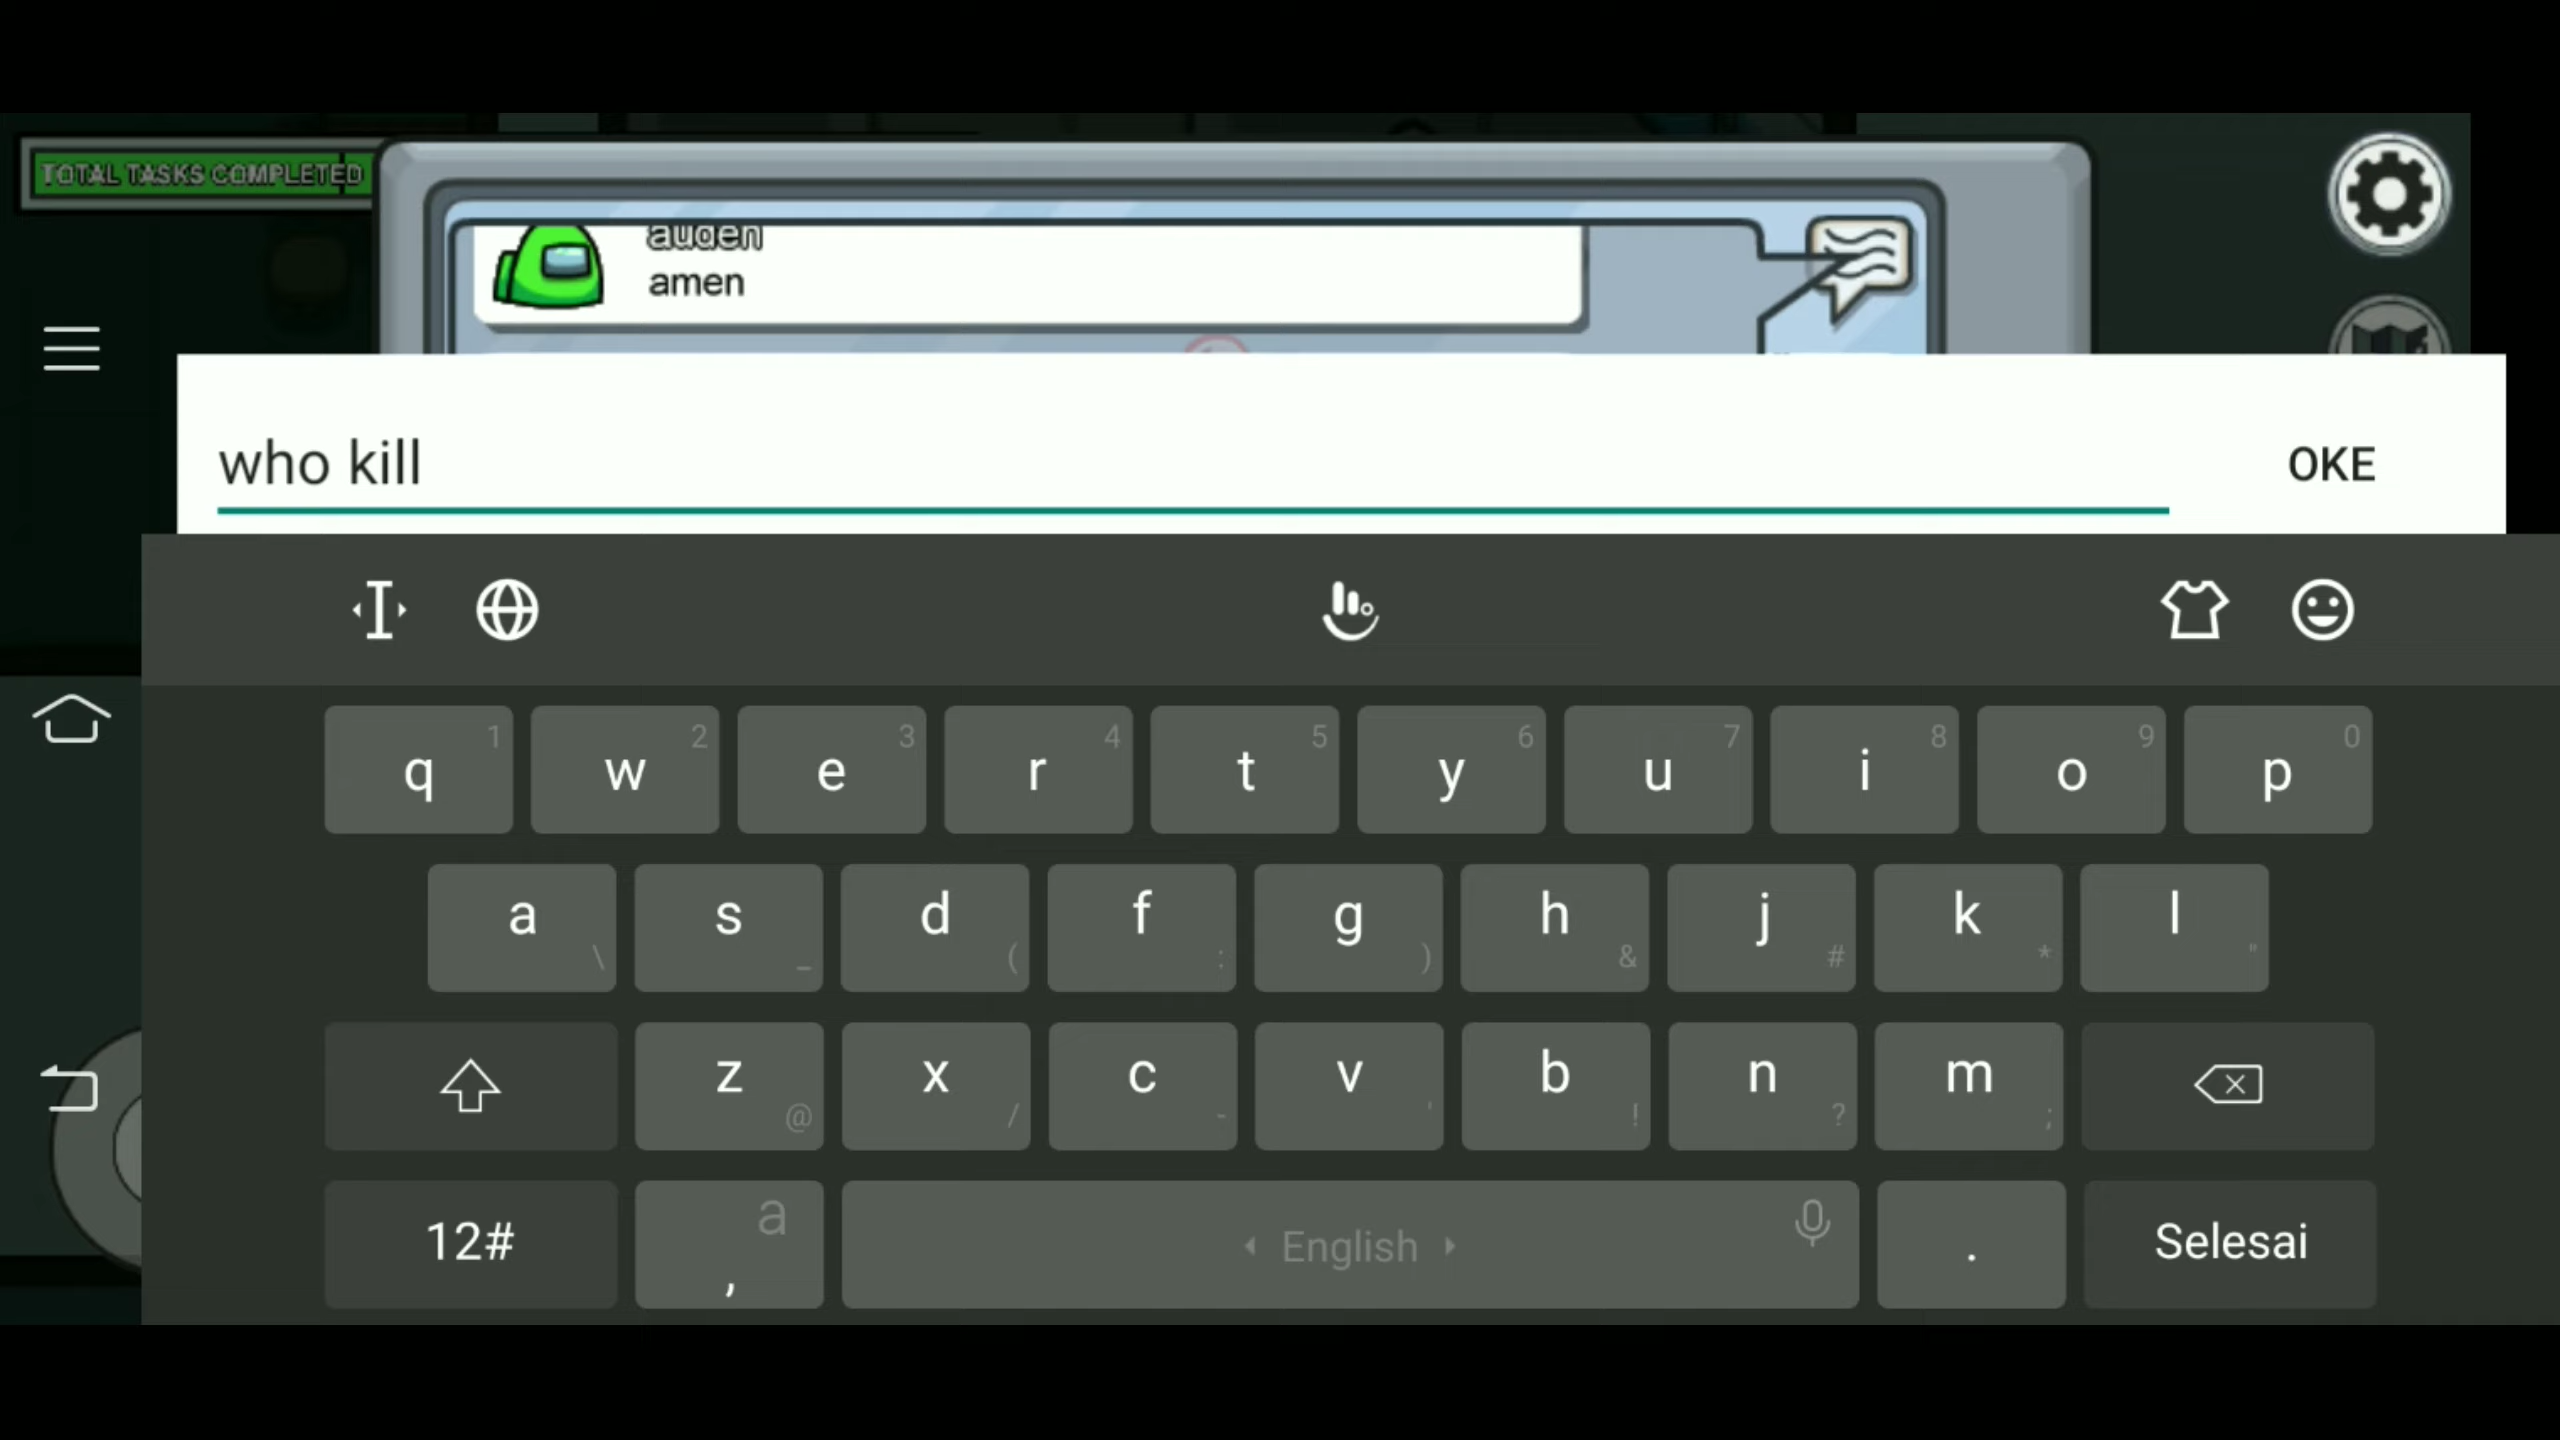 TOTAL TASKS COMPLETED
auden
amen
who kill
OKE
1 2 3 4 5 6 7 8 9 0
q w e r t y u i o p
a s d f g h j k l
\ _ ( : ) & # * "
z x c v b n m
@ / - ' ! ? ;
12# a , English . Selesai